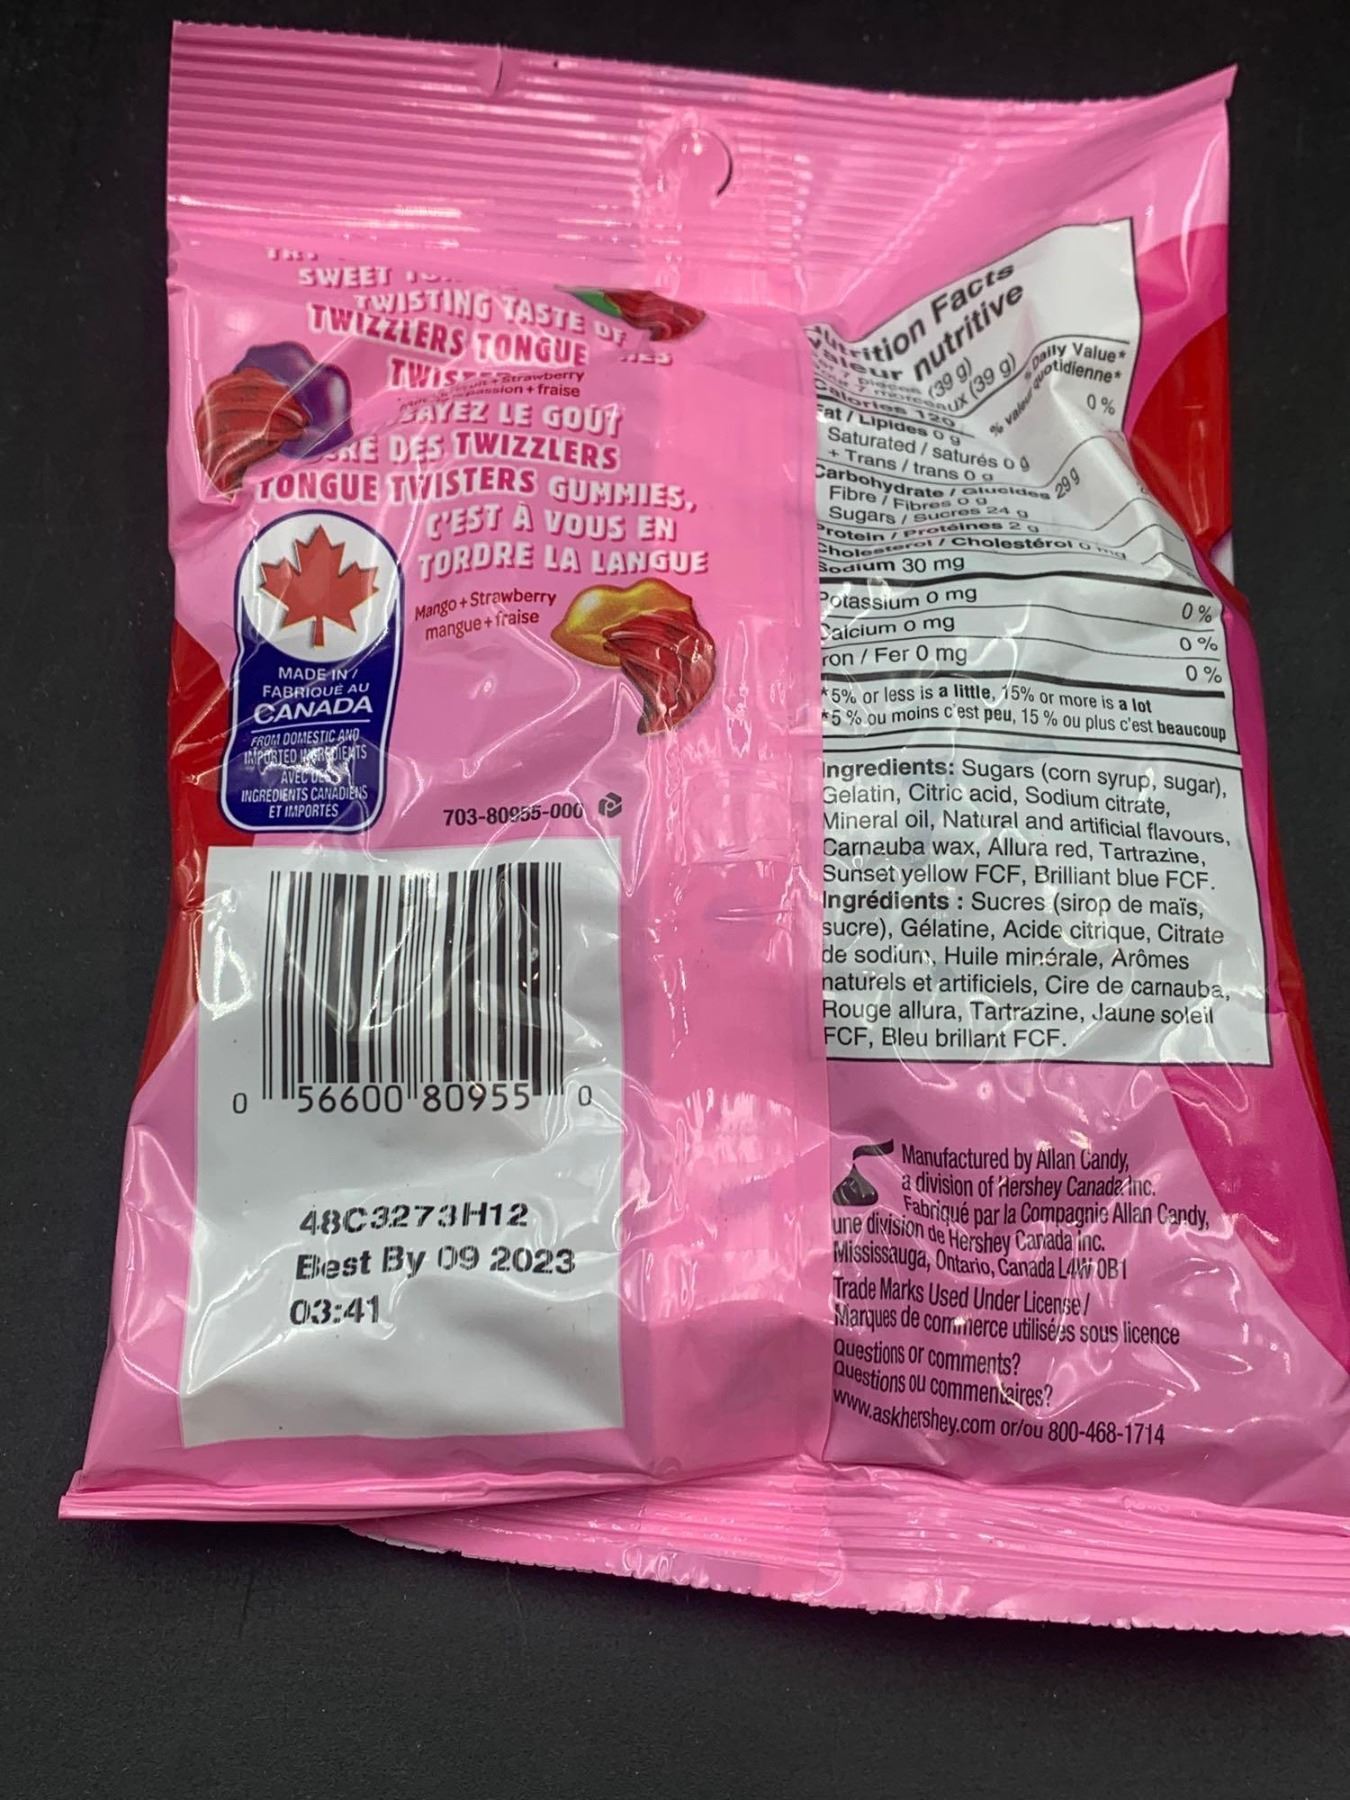 SWEET
TWISTING TASTE OF
TWIZZLERS TONGUE
Strawberry
passion + fraise
LE GOÛT
DES TWIZZLERS
TONGUE TWISTERS GUMMIES,
C'EST À VOUS EN
TORDRE LA LANGUE
Mango + Strawberry
mangue + fraise
MADE IN /
FABRIQUÉ AU
CANADA
FROM DOMESTIC AND
IMPORTED INGREDIENTS
AVEC DES
INGRÉDIENTS CANADIENS
ET IMPORTÉS
703-80955-000
0 56600 80955 0
48C3273H12
Best By 09 2023
03:41
Nutrition Facts
Valeur nutritive
7 pieces (39 g)
7 morceaux (39 g)
Calories 120
% Daily Value*
% valeur quotidienne*
Fat / Lipides 0 g 0 %
Saturated / saturés 0 g
+ Trans / trans 0 g
Carbohydrate / Glucides 29 g
Fibre / Fibres 0 g
Sugars / Sucres 24 g
Protein / Protéines 2 g
Cholesterol / Cholestérol 0 mg
Sodium 30 mg
Potassium 0 mg 0 %
Calcium 0 mg 0 %
Iron / Fer 0 mg 0 %
*5% or less is a little, 15% or more is a lot
*5 % ou moins c'est peu, 15 % ou plus c'est beaucoup
Ingredients: Sugars (corn syrup, sugar),
Gelatin, Citric acid, Sodium citrate,
Mineral oil, Natural and artificial flavours,
Carnauba wax, Allura red, Tartrazine,
Sunset yellow FCF, Brilliant blue FCF.
Ingrédients : Sucres (sirop de maïs,
sucre), Gélatine, Acide citrique, Citrate
de sodium, Huile minérale, Arômes
naturels et artificiels, Cire de carnauba,
Rouge allura, Tartrazine, Jaune soleil
FCF, Bleu brillant FCF.
Manufactured by Allan Candy,
a division of Hershey Canada Inc.
Fabriqué par la Compagnie Allan Candy,
une division de Hershey Canada Inc.
Mississauga, Ontario, Canada L4W 0B1
Trade Marks Used Under License /
Marques de commerce utilisées sous licence
Questions or comments?
Questions ou commentaires?
www.askhershey.com or/ou 800-468-1714